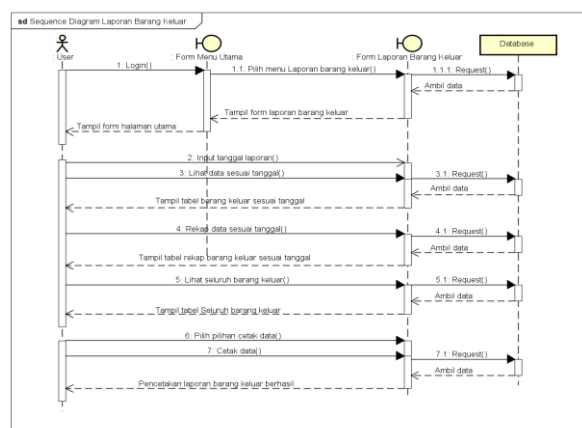 sd Sequence Diagram Laporan Barang Keluar
: User
: Form Menu Utama
: Form Laporan Barang Keluar
Database
1: Login()
1.1: Pilih menu Laporan barang keluar()
1.1.1: Request()
Ambil data
Tampil form laporan barang keluar
Tampil form halaman utama
2: Input tanggal laporan()
3: Lihat data sesuai tanggal()
3.1: Request()
Ambil data
Tampil tabel barang keluar sesuai tanggal
4: Rekap data sesuai tanggal()
4.1: Request()
Ambil data
Tampil tabel rekap barang keluar sesuai tanggal
5: Lihat seluruh barang keluar()
5.1: Request()
Ambil data
Tampil tabel Seluruh barang keluar
6: Pilih pilihan cetak data()
7: Cetak data()
7.1: Request()
Ambil data
Pencetakan laporan barang keluar berhasil